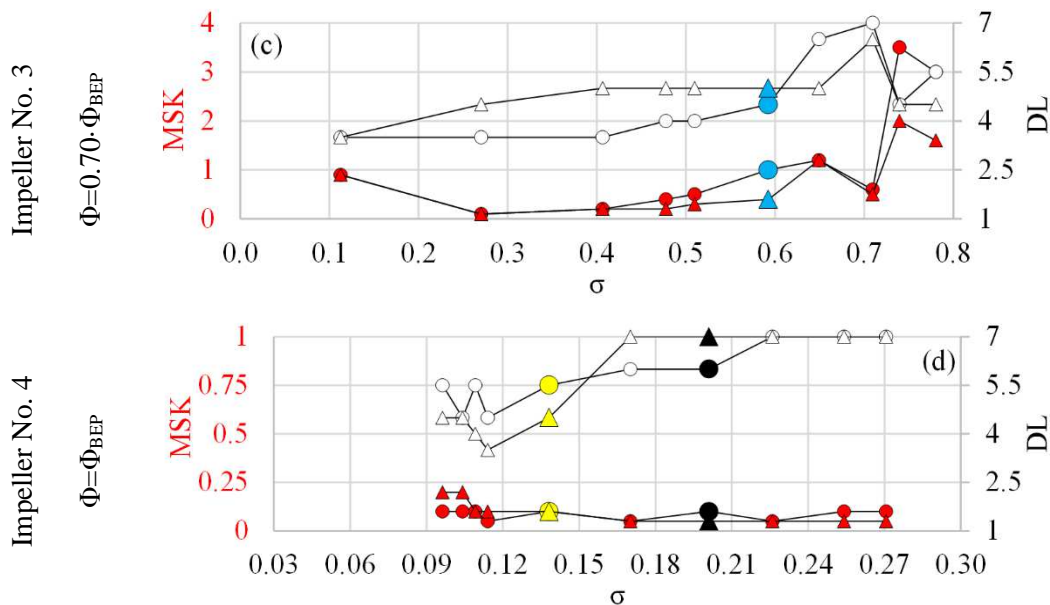 Impeller No. 3
Φ=0.70·ΦBEP
MSK
4
3
2
1
0
(c)
7
5.5
4
2.5
1
DL
0.0 0.1 0.2 0.3 0.4 0.5 0.6 0.7 0.8
σ
Impeller No. 4
Φ=ΦBEP
MSK
1
0.75
0.5
0.25
0
(d)
7
5.5
4
2.5
1
DL
0.03 0.06 0.09 0.12 0.15 0.18 0.21 0.24 0.27 0.30
σ